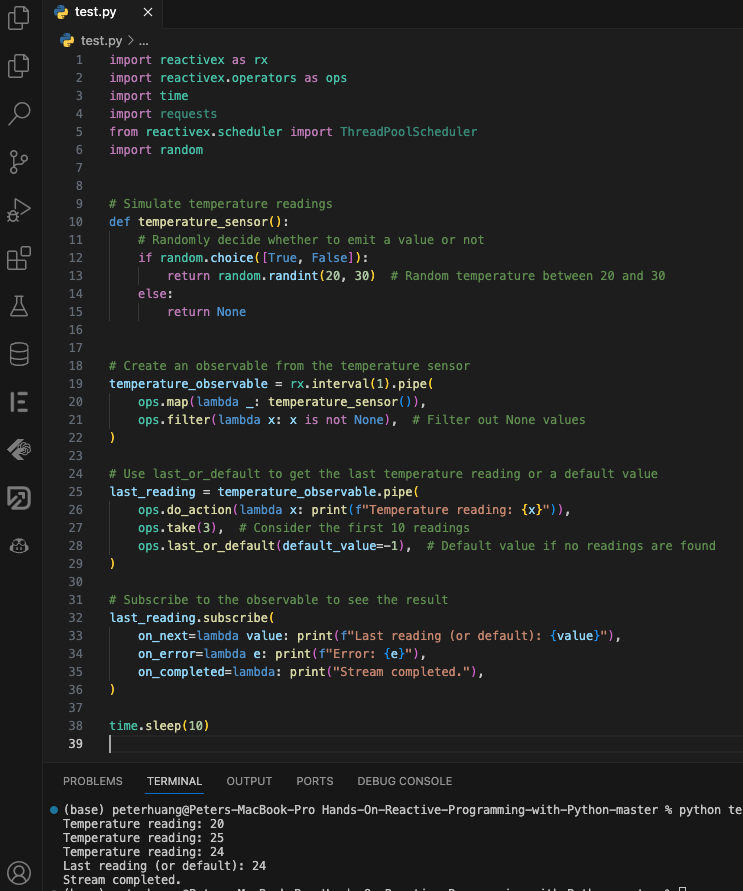 test.py
test.py > ...
1 import reactivex as rx
2 import reactivex.operators as ops
3 import time
4 import requests
5 from reactivex.scheduler import ThreadPoolScheduler
6 import random
7
8
9 # Simulate temperature readings
10 def temperature_sensor():
11     # Randomly decide whether to emit a value or not
12     if random.choice([True, False]):
13         return random.randint(20, 30)  # Random temperature between 20 and 30
14     else:
15         return None
16
17
18 # Create an observable from the temperature sensor
19 temperature_observable = rx.interval(1).pipe(
20     ops.map(lambda _: temperature_sensor()),
21     ops.filter(lambda x: x is not None),  # Filter out None values
22 )
23
24 # Use last_or_default to get the last temperature reading or a default value
25 last_reading = temperature_observable.pipe(
26     ops.do_action(lambda x: print(f"Temperature reading: {x}")),
27     ops.take(3),  # Consider the first 10 readings
28     ops.last_or_default(default_value=-1),  # Default value if no readings are found
29 )
30
31 # Subscribe to the observable to see the result
32 last_reading.subscribe(
33     on_next=lambda value: print(f"Last reading (or default): {value}"),
34     on_error=lambda e: print(f"Error: {e}"),
35     on_completed=lambda: print("Stream completed."),
36 )
37
38 time.sleep(10)
39
PROBLEMS TERMINAL OUTPUT PORTS DEBUG CONSOLE
(base) peterhuang@Peters-MacBook-Pro Hands-On-Reactive-Programming-with-Python-master % python te
Temperature reading: 20
Temperature reading: 25
Temperature reading: 24
Last reading (or default): 24
Stream completed.